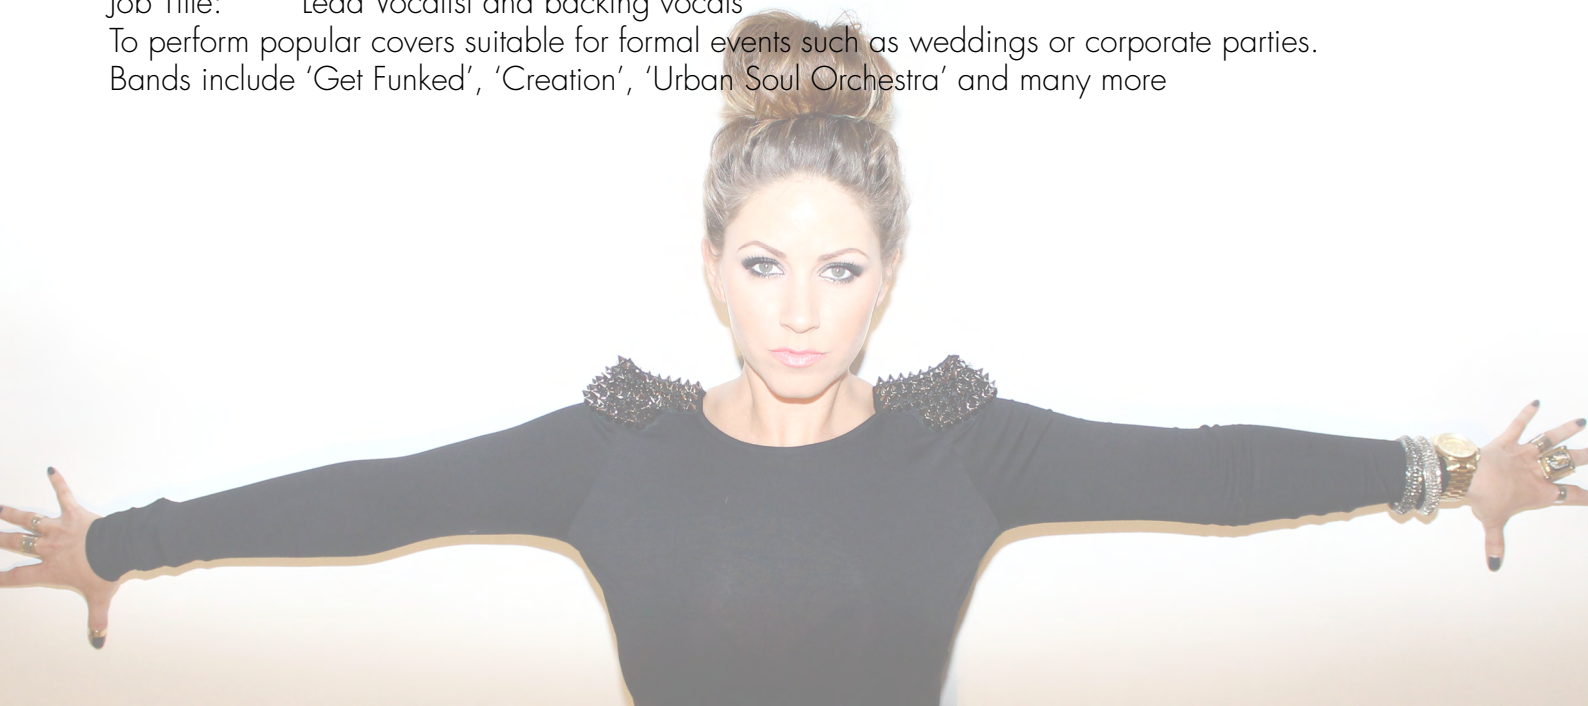 Job Title: Lead Vocalist and backing vocals
To perform popular covers suitable for formal events such as weddings or corporate parties.
Bands include ‘Get Funked’, ‘Creation’, ‘Urban Soul Orchestra’ and many more